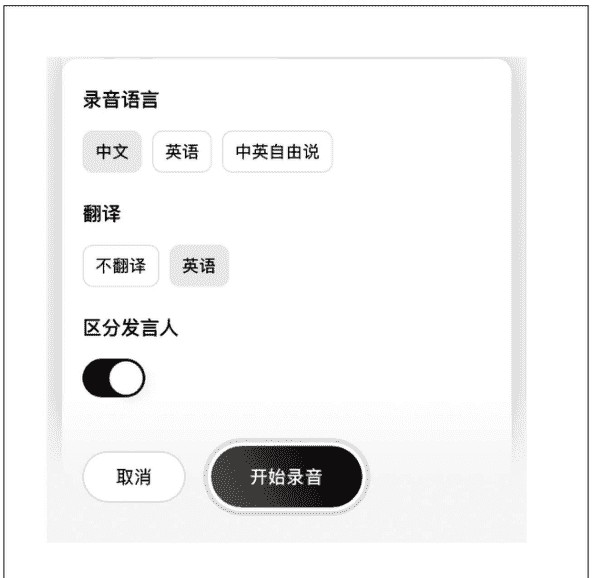 录音语言
中文 英语 中英自由说
翻译
不翻译 英语
区分发言人
取消 开始录音